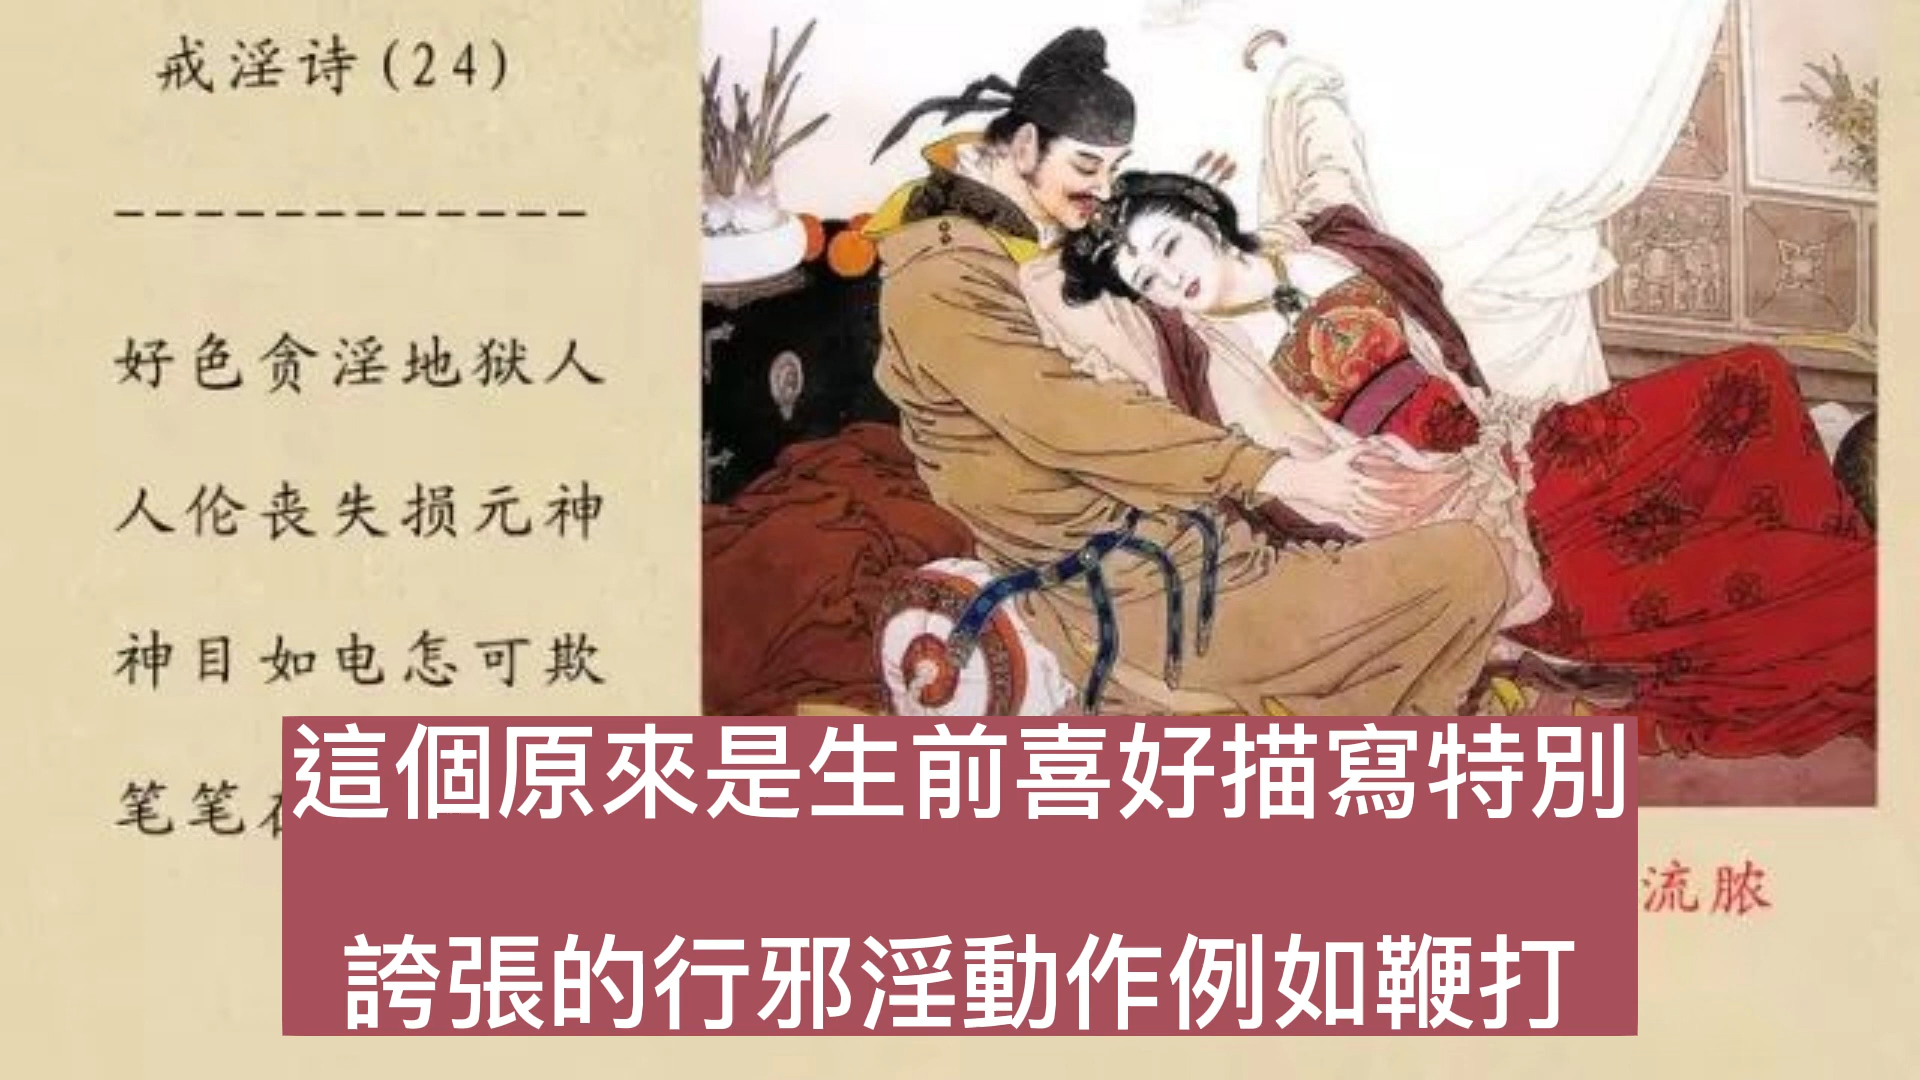 戒淫诗(24)
------------
好色贪淫地狱人
人伦丧失损元神
神目如电怎可欺
笔笔在
流脓
這個原來是生前喜好描寫特別
誇張的行邪淫動作例如鞭打